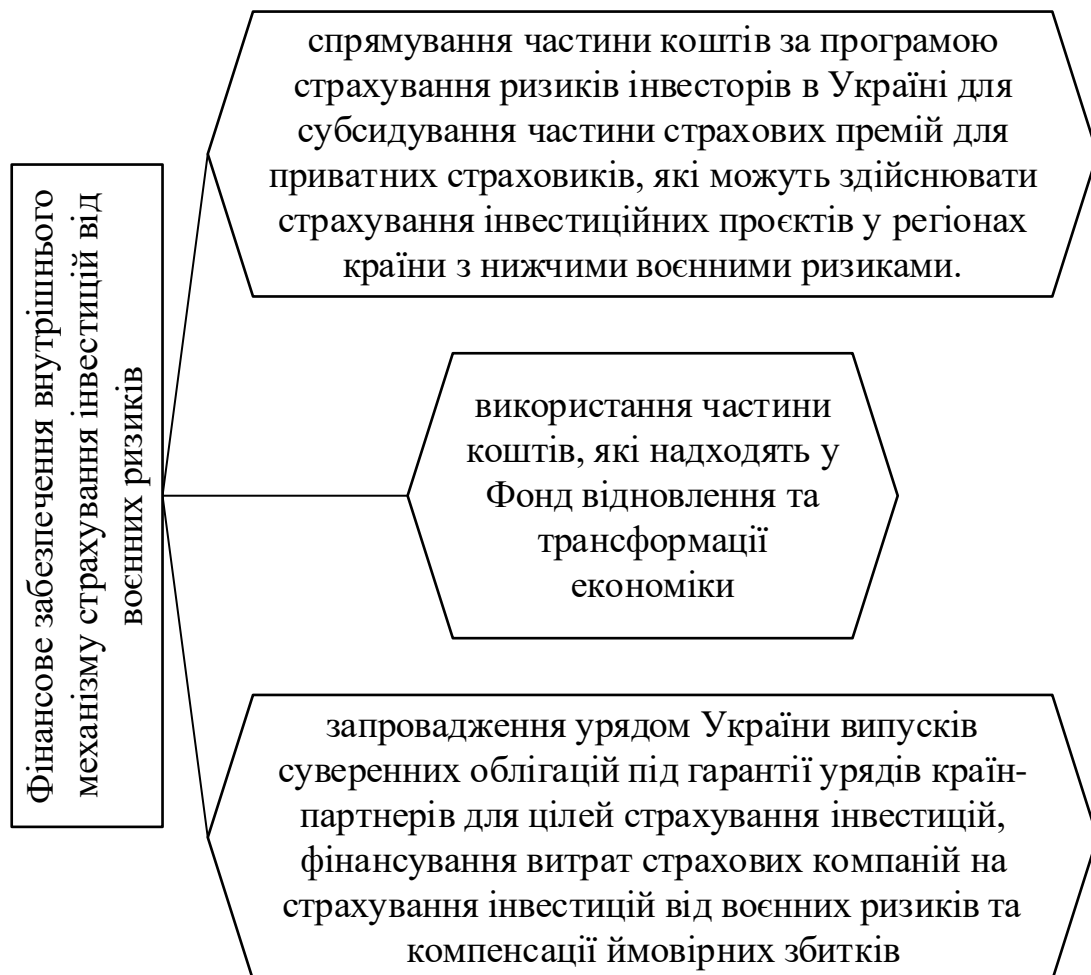 Фінансове забезпечення внутрішнього
механізму страхування інвестицій від
воєнних ризиків
спрямування частини коштів за програмою
страхування ризиків інвесторів в Україні для
субсидування частини страхових премій для
приватних страховиків, які можуть здійснювати
страхування інвестиційних проєктів у регіонах
країни з нижчими воєнними ризиками.
використання частини
коштів, які надходять у
Фонд відновлення та
трансформації
економіки
запровадження урядом України випусків
суверенних облігацій під гарантії урядів країн-
партнерів для цілей страхування інвестицій,
фінансування витрат страхових компаній на
страхування інвестицій від воєнних ризиків та
компенсації ймовірних збитків